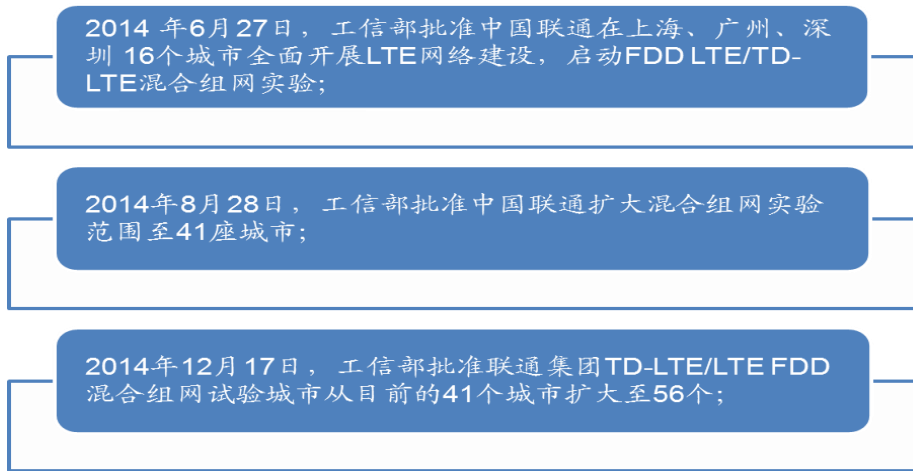 2014 年6月27日，工信部批准中国联通在上海、广州、深
圳 16个城市全面开展LTE网络建设，启动FDD LTE/TD-
LTE混合组网实验；
2014年8月28日，工信部批准中国联通扩大混合组网实验
范围至41座城市；
2014年12月17日，工信部批准联通集团TD-LTE/LTE FDD
混合组网试验城市从目前的41个城市扩大至56个；